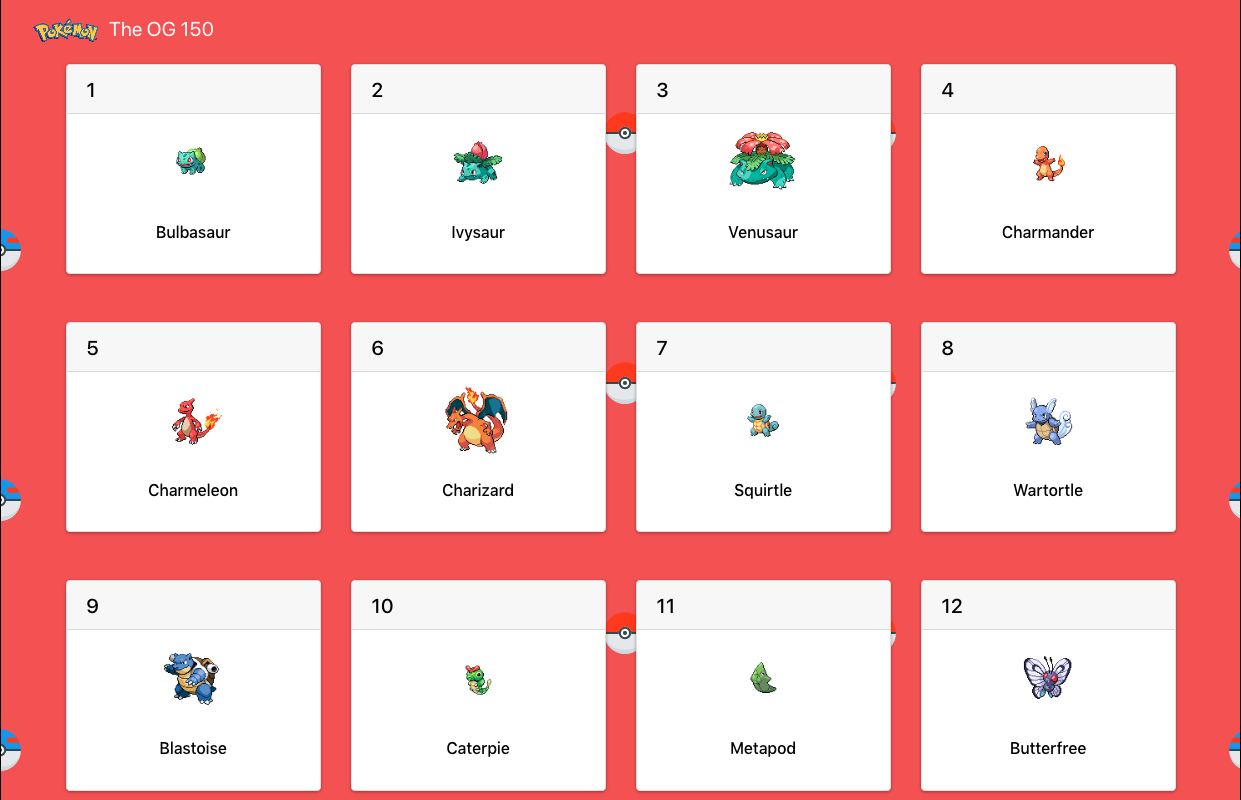 Pokémon The OG 150
1
2
3
4
Bulbasaur
Ivysaur
Venusaur
Charmander
5
6
7
8
Charmeleon
Charizard
Squirtle
Wartortle
9
10
11
12
Blastoise
Caterpie
Metapod
Butterfree